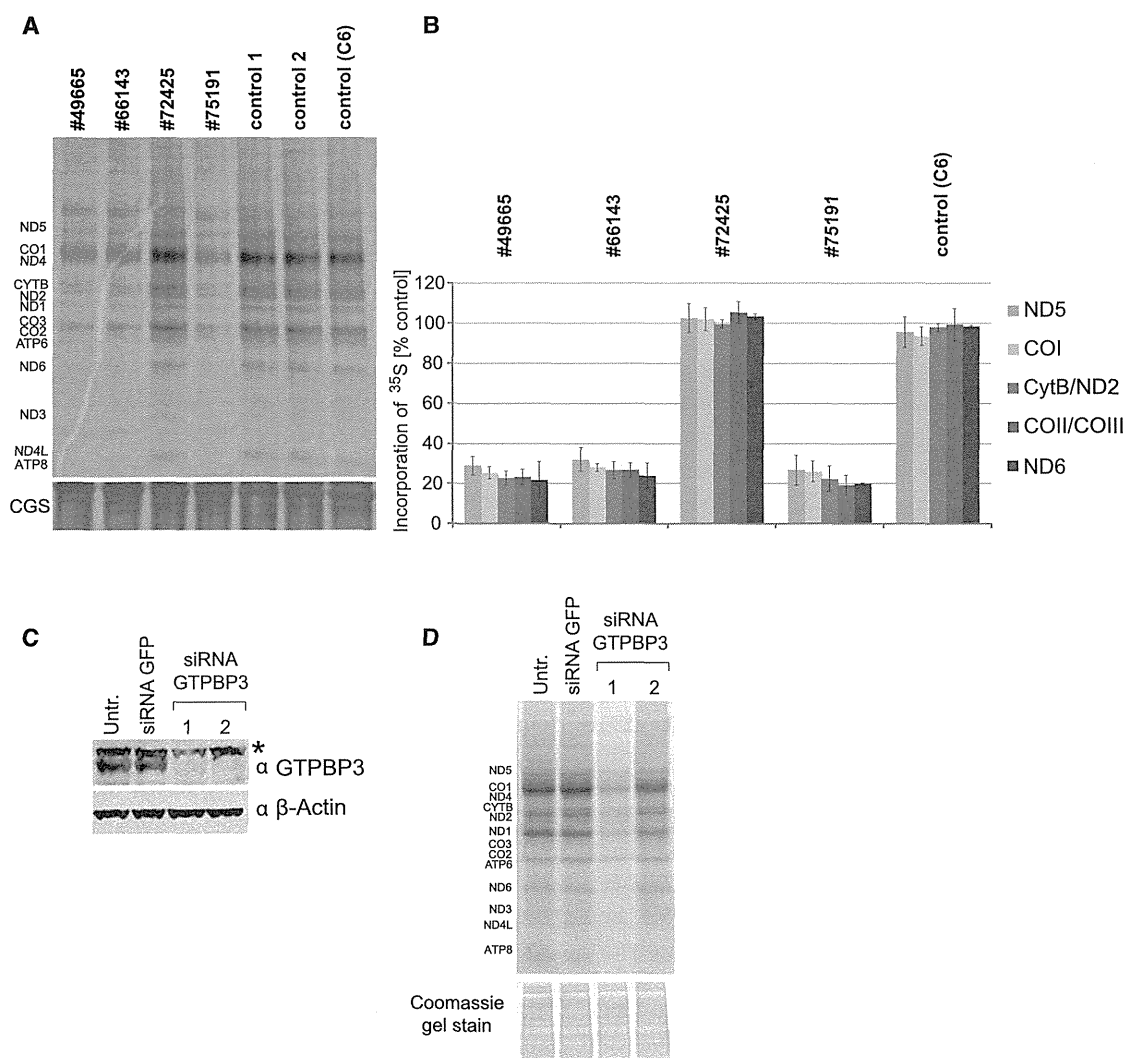 A
#49665
#66143
#72425
#75191
control 1
control 2
control (C6)
ND5
CO1
ND4
CYTB
ND2
ND1
CO3
CO2
ATP6
ND6
ND3
ND4L
ATP8
CGS
B
#49665
#66143
#72425
#75191
control (C6)
Incorporation of ³⁵S [% control]
120
100
80
60
40
20
0
ND5
COI
CytB/ND2
COII/COIII
ND6
C
Untr.
siRNA GFP
siRNA
GTPBP3
1
2
*
α GTPBP3
α β-Actin
D
Untr.
siRNA GFP
siRNA
GTPBP3
1
2
ND5
CO1
ND4
CYTB
ND2
ND1
CO3
CO2
ATP6
ND6
ND3
ND4L
ATP8
Coomassie
gel stain